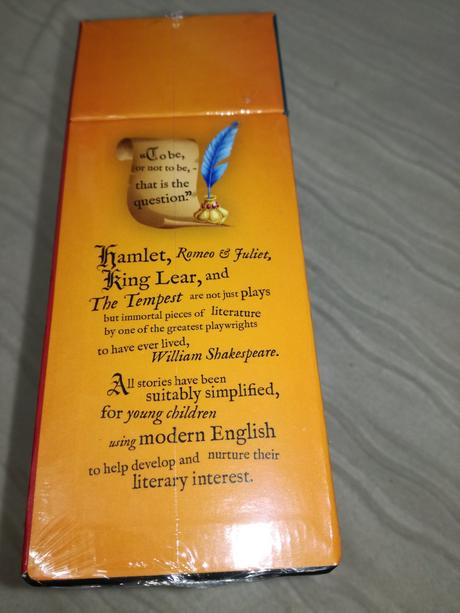 “To be,
or not to be, -
that is the
question.”
Hamlet, Romeo & Juliet,
King Lear, and
The Tempest are not just plays
but immortal pieces of literature
by one of the greatest playwrights
to have ever lived,
William Shakespeare.
All stories have been
suitably simplified,
for young children
using modern English
to help develop and nurture their
literary interest.